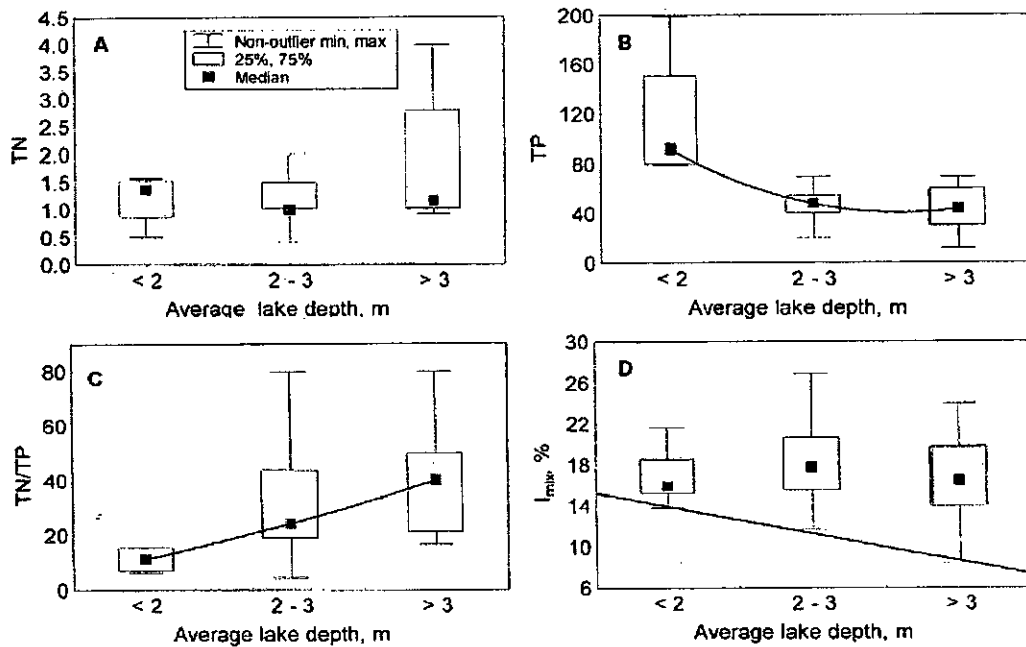 A
Non-outlier min, max
25%, 75%
Median
TN
4.5
4.0
3.5
3.0
2.5
2.0
1.5
1.0
0.5
0.0
< 2
2 - 3
> 3
Average lake depth, m
B
TP
200
160
120
80
40
0
< 2
2 - 3
> 3
Average lake depth, m
C
TN/TP
80
60
40
20
0
< 2
2 - 3
> 3
Average lake depth, m
D
Imix, %
30
26
22
18
14
10
6
< 2
2 - 3
> 3
Average lake depth, m